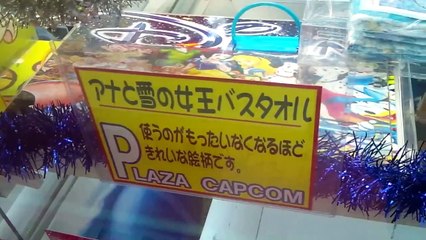 アナと雪の女王バスタオル
使うのがもったいなくなるほど
きれいな絵柄です。
PLAZA CAPCOM